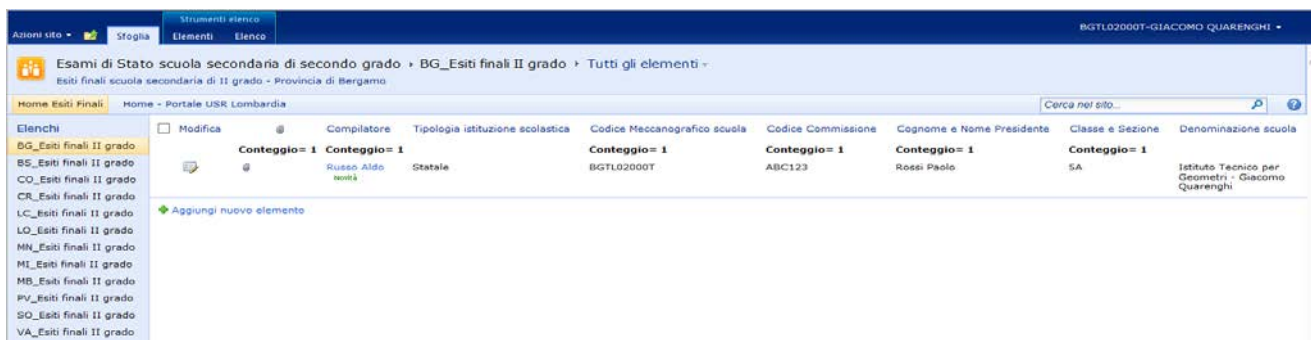 Strumenti elenco
Azioni sito Sfoglia Elementi Elenco BGTL02000T-GIACOMO QUARENGHI
Esami di Stato scuola secondaria di secondo grado BG_Esiti finali II grado Tutti gli elementi
Esiti finali scuola secondaria di II grado - Provincia di Bergamo
Home Esiti Finali Home - Portale USR Lombardia Cerca nel sito...
Elenchi
BG_Esiti finali II grado
BS_Esiti finali II grado
CO_Esiti finali II grado
CR_Esiti finali II grado
LC_Esiti finali II grado
LO_Esiti finali II grado
MN_Esiti finali II grado
MI_Esiti finali II grado
MB_Esiti finali II grado
PV_Esiti finali II grado
SO_Esiti finali II grado
VA_Esiti finali II grado
Modifica Compilatore Tipologia istituzione scolastica Codice Meccanografico scuola Codice Commissione Cognome e Nome Presidente Classe e Sezione Denominazione scuola
Conteggio= 1 Conteggio= 1 Conteggio= 1 Conteggio= 1 Conteggio= 1 Conteggio= 1
Russo Aldo Statale BGTL02000T ABC123 Rossi Paolo 5A Istituto Tecnico per
Novità Geometri - Giacomo
Quarenghi
Aggiungi nuovo elemento